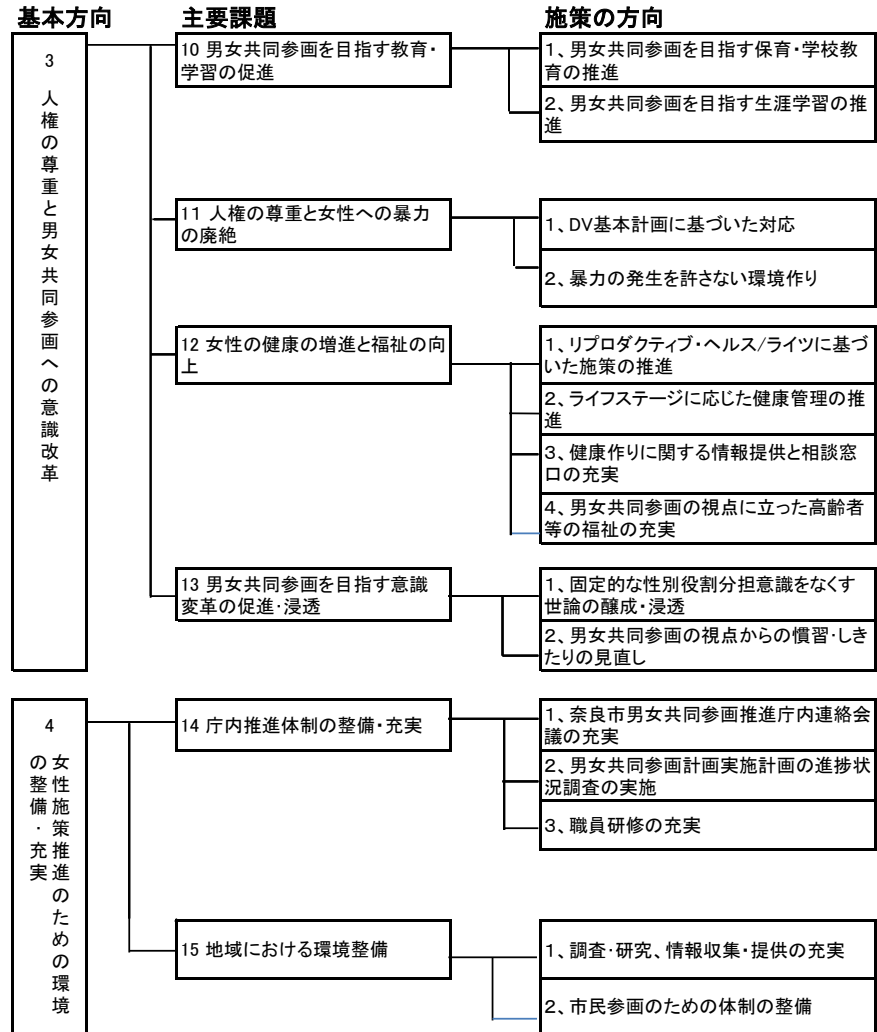 基本方向 主要課題 施策の方向
3 人権の尊重と男女共同参画への意識改革
10 男女共同参画を目指す教育・
学習の促進
1、男女共同参画を目指す保育・学校教
育の推進
2、男女共同参画を目指す生涯学習の推
進
11 人権の尊重と女性への暴力
の廃絶
1、DV基本計画に基づいた対応
2、暴力の発生を許さない環境作り
12 女性の健康の増進と福祉の向
上
1、リプロダクティブ・ヘルス/ライツに基づ
いた施策の推進
2、ライフステージに応じた健康管理の推
進
3、健康作りに関する情報提供と相談窓
口の充実
4、男女共同参画の視点に立った高齢者
等の福祉の充実
13 男女共同参画を目指す意識
変革の促進・浸透
1、固定的な性別役割分担意識をなくす
世論の醸成・浸透
2、男女共同参画の視点からの慣習・しき
たりの見直し
4
女性施策推進のための環境
の整備・充実
14 庁内推進体制の整備・充実
1、奈良市男女共同参画推進庁内連絡会
議の充実
2、男女共同参画計画実施計画の進捗状
況調査の実施
3、職員研修の充実
15 地域における環境整備
1、調査・研究、情報収集・提供の充実
2、市民参画のための体制の整備